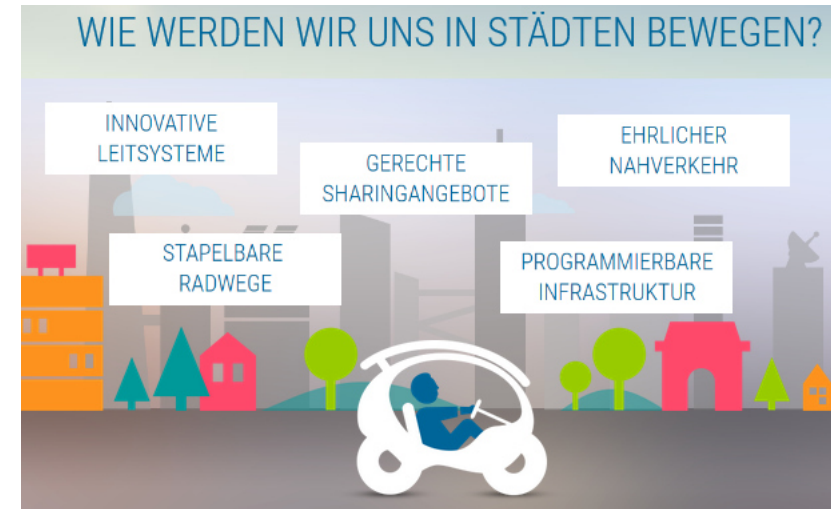 WIE WERDEN WIR UNS IN STÄDTEN BEWEGEN?
INNOVATIVE
LEITSYSTEME
GERECHTE
SHARINGANGEBOTE
EHRLICHER
NAHVERKEHR
STAPELBARE
RADWEGE
PROGRAMMIERBARE
INFRASTRUKTUR